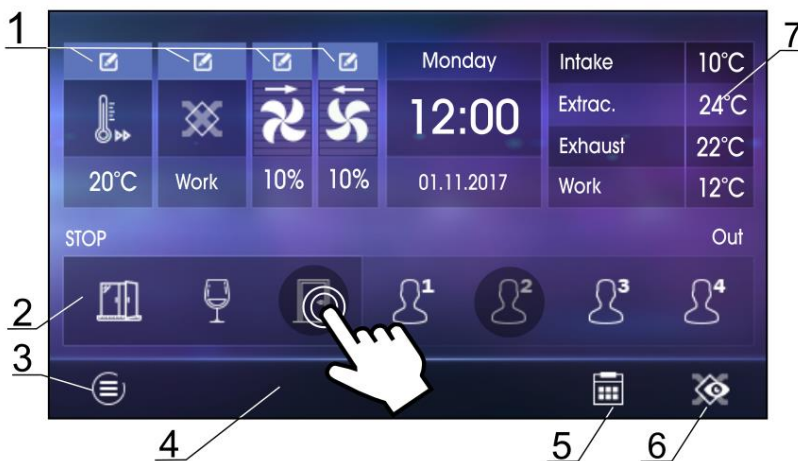 1
7
Monday
Intake 10°C
12:00
Extrac. 24°C
Exhaust 22°C
20°C Work 10% 10% 01.11.2017
Work 12°C
STOP Out
2
1 2 3 4
3
4
5
6